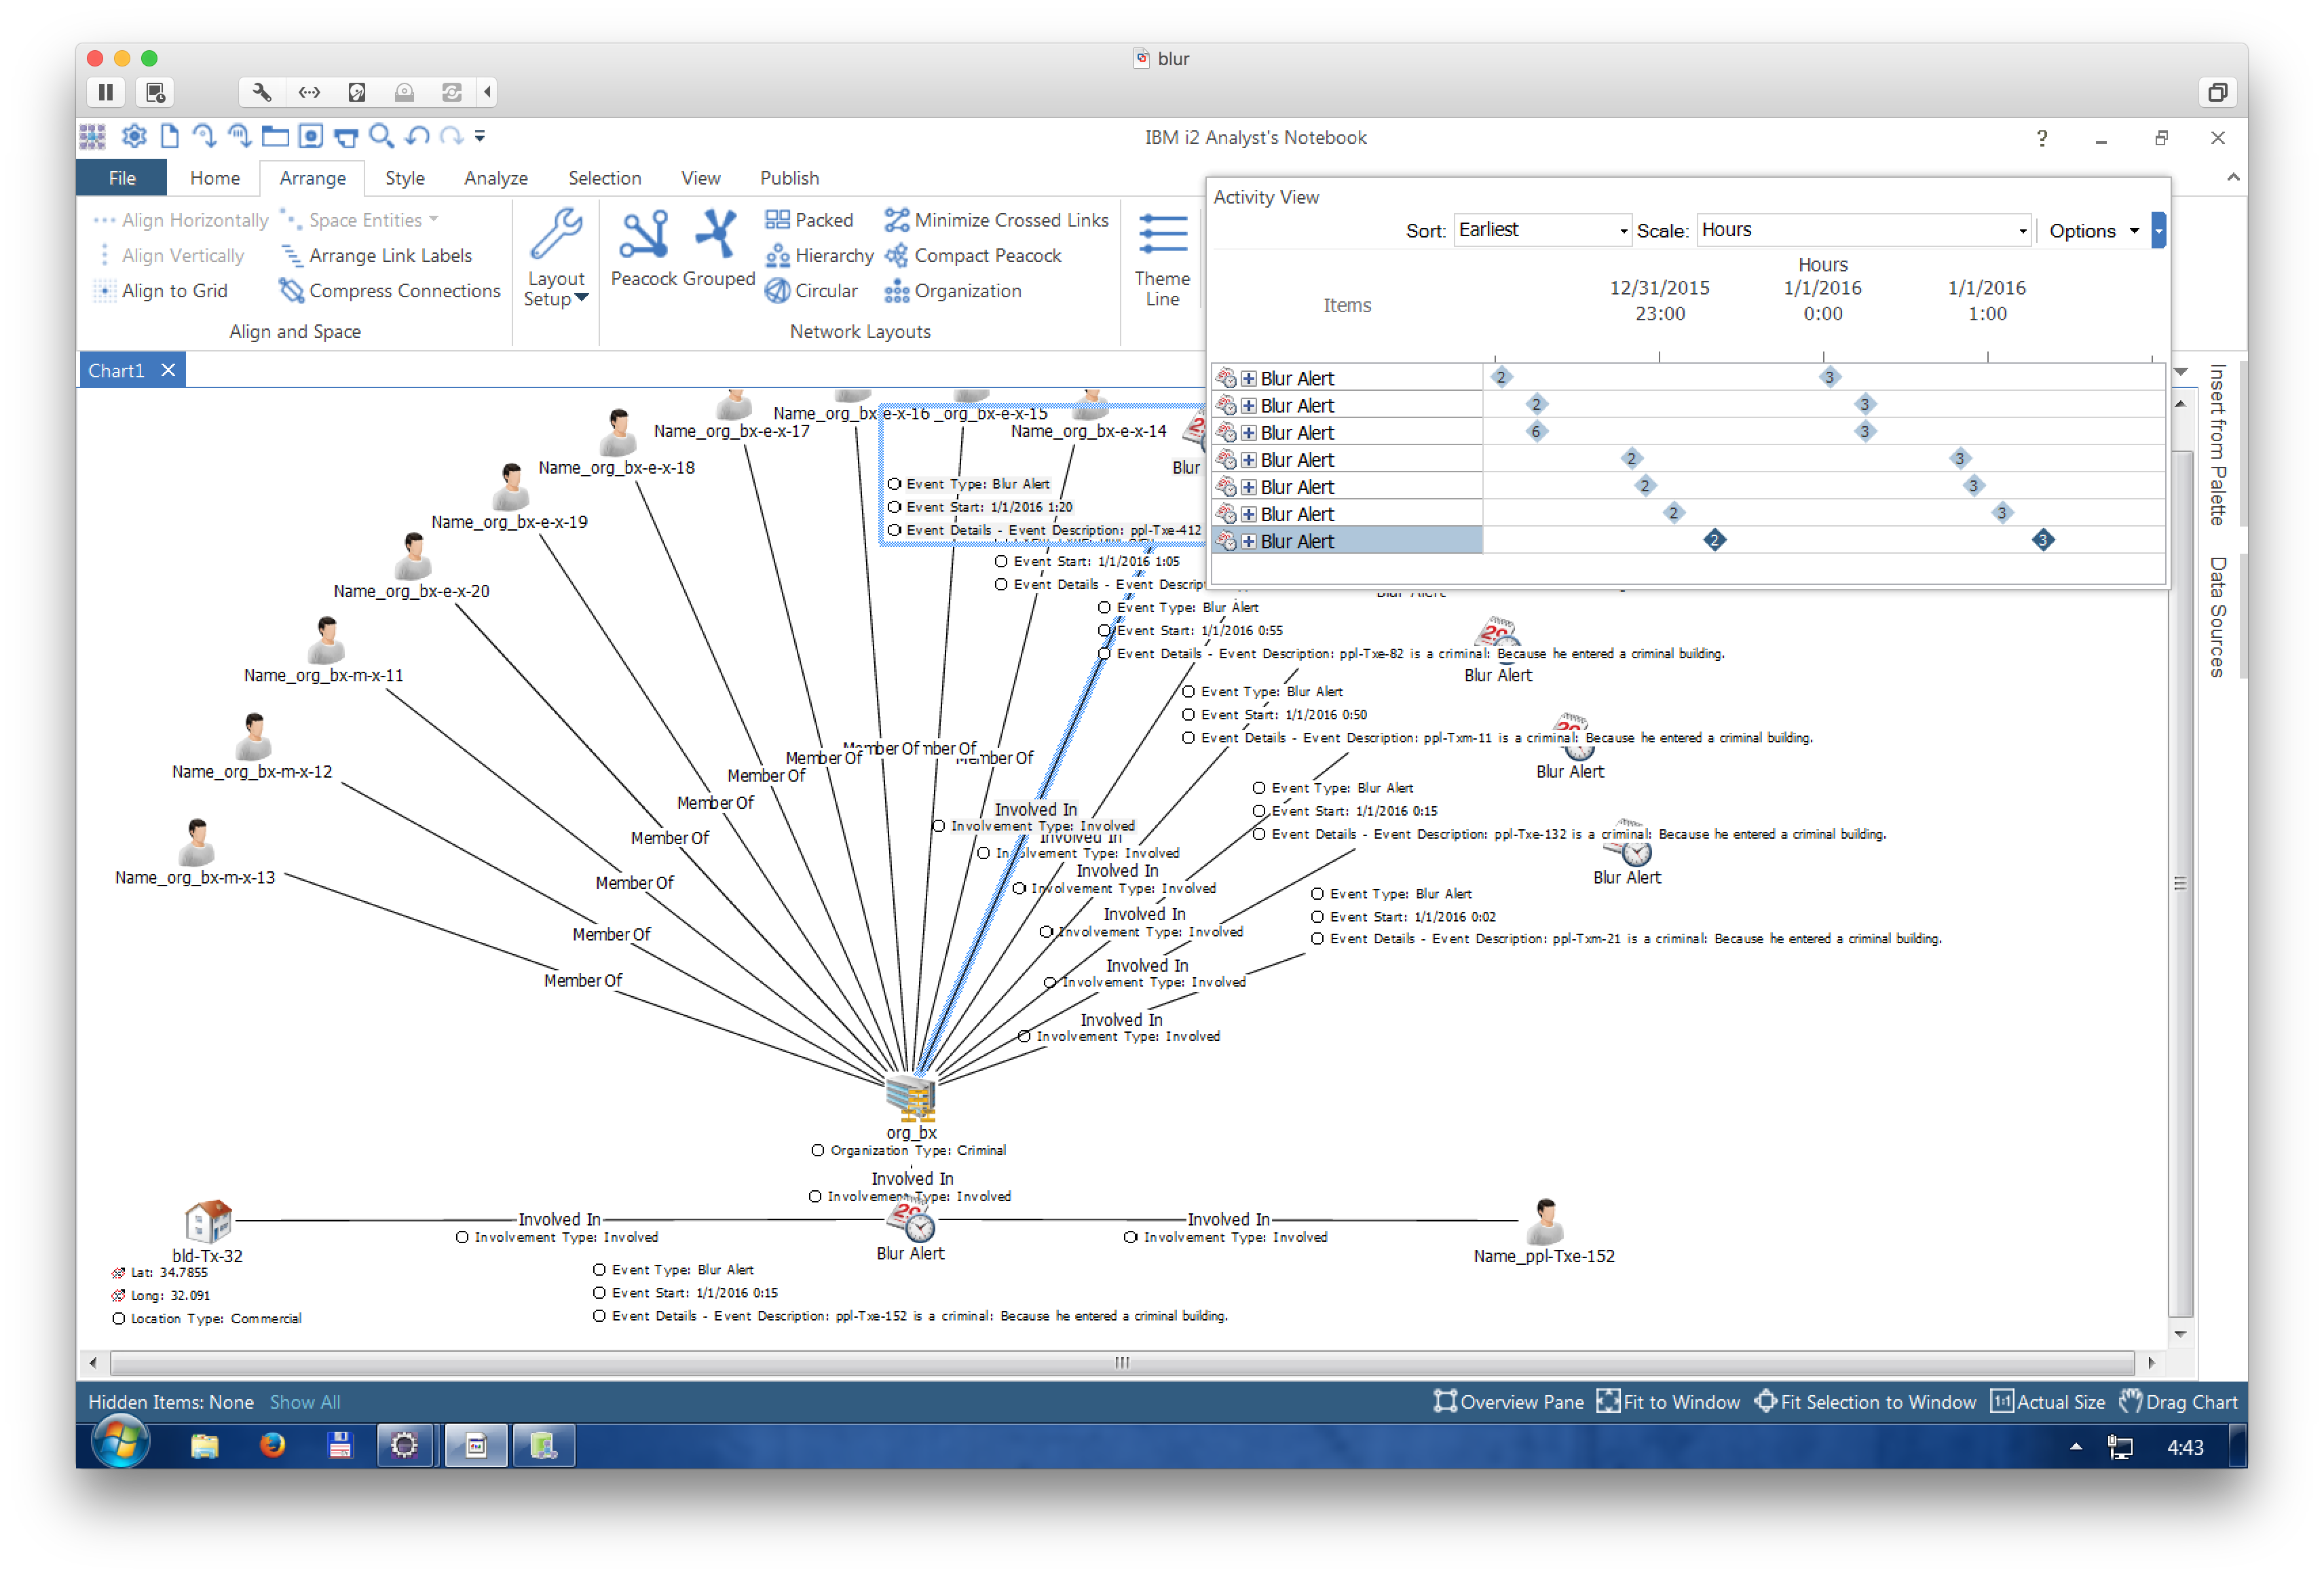 blur
IBM i2 Analyst's Notebook
?
File Home Arrange Style Analyze Selection View Publish
Align Horizontally
Space Entities
Align Vertically
Arrange Link Labels
Align to Grid
Compress Connections
Align and Space
Layout
Setup
Peacock
Grouped
Packed
Hierarchy
Circular
Minimize Crossed Links
Compact Peacock
Organization
Network Layouts
Theme
Line
Activity View
Sort: Earliest Scale: Hours Options
Hours
12/31/2015 1/1/2016 1/1/2016
Items
23:00 0:00 1:00
Blur Alert 2 3
Blur Alert 2 3
Blur Alert 6 3
Blur Alert 2 3
Blur Alert 2 3
Blur Alert 2 3
Blur Alert 2 3
Insert from Palette
Data Sources
Chart1
Name_org_bx-e-x-16
_org_bx-e-x-15
Name_org_bx-e-x-17
Name_org_bx-e-x-14
Name_org_bx-e-x-18
Blur
Name_org_bx-e-x-19
Name_org_bx-e-x-20
Name_org_bx-m-x-11
Name_org_bx-m-x-12
Name_org_bx-m-x-13
Event Type: Blur Alert
Event Start: 1/1/2016 1:20
Event Details - Event Description: ppl-Txe-412
Event Start: 1/1/2016 1:05
Event Details - Event Descrip
Blur Alert
Event Type: Blur Alert
Event Start: 1/1/2016 0:55
Event Details - Event Description: ppl-Txe-82 is a criminal: Because he entered a criminal building.
Blur Alert
Event Type: Blur Alert
Event Start: 1/1/2016 0:50
Event Details - Event Description: ppl-Txm-11 is a criminal: Because he entered a criminal building.
Blur Alert
Event Type: Blur Alert
Event Start: 1/1/2016 0:15
Event Details - Event Description: ppl-Txe-132 is a criminal: Because he entered a criminal building.
Blur Alert
Event Type: Blur Alert
Event Start: 1/1/2016 0:02
Event Details - Event Description: ppl-Txm-21 is a criminal: Because he entered a criminal building.
Member Of
mber Of
Member Of
Member Of
Member Of
Member Of
Member Of
Member Of
Member Of
Member Of
Involved In
Involvement Type: Involved
Involved In
Involvement Type: Involved
Involved In
Involvement Type: Involved
Involved In
Involvement Type: Involved
Involved In
Involvement Type: Involved
Involved In
Involvement Type: Involved
org_bx
Organization Type: Criminal
Involved In
Involvement Type: Involved
Involved In
Involvement Type: Involved
Involved In
Involvement Type: Involved
bld-Tx-32
Lat: 34.7855
Long: 32.091
Location Type: Commercial
Blur Alert
Event Type: Blur Alert
Event Start: 1/1/2016 0:15
Event Details - Event Description: ppl-Txe-152 is a criminal: Because he entered a criminal building.
Name_ppl-Txe-152
Hidden Items: None Show All
Overview Pane Fit to Window Fit Selection to Window 1:1 Actual Size Drag Chart
4:43